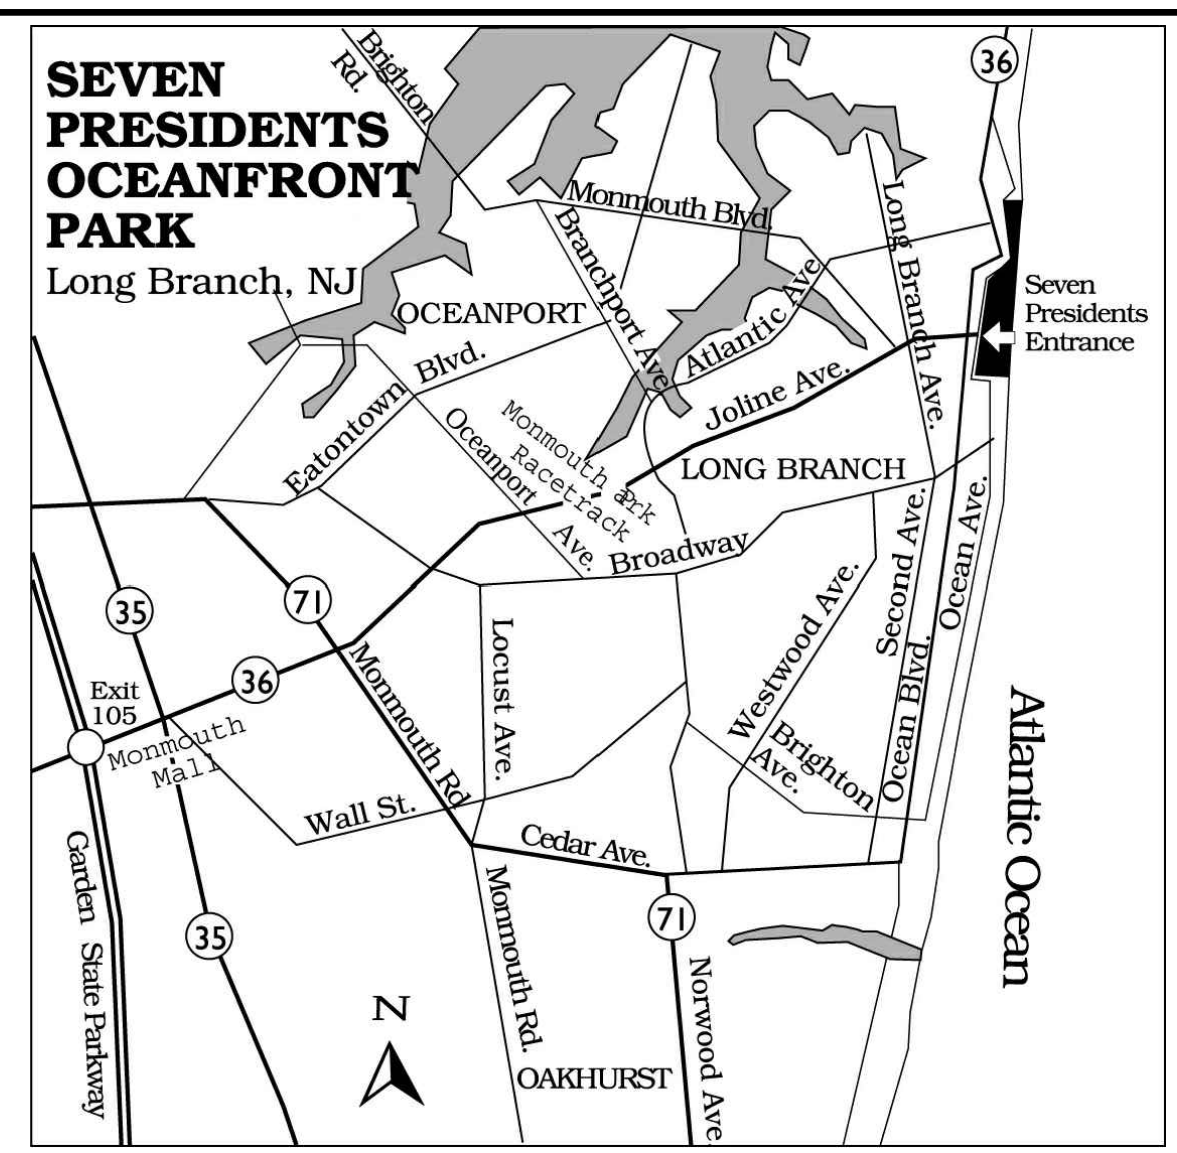 SEVEN
PRESIDENTS
OCEANFRONT
PARK
Long Branch, NJ
Brighton
Rd.
36
Monmouth Blvd.
Branchport Ave.
Long Branch Ave.
Atlantic Ave.
Seven
Presidents
Entrance
OCEANPORT
Eatontown Blvd.
Joline Ave.
Oceanport Ave.
Monmouth Park
Racetrack
LONG BRANCH
Broadway
35
71
36
Exit
105
Monmouth
Mall
Monmouth Rd.
Locust Ave.
Westwood Ave.
Second Ave.
Ocean Ave.
Ocean Blvd.
Brighton
Ave.
Wall St.
Cedar Ave.
Atlantic Ocean
Garden State Parkway
35
71
Monmouth Rd.
Norwood Ave.
N
OAKHURST